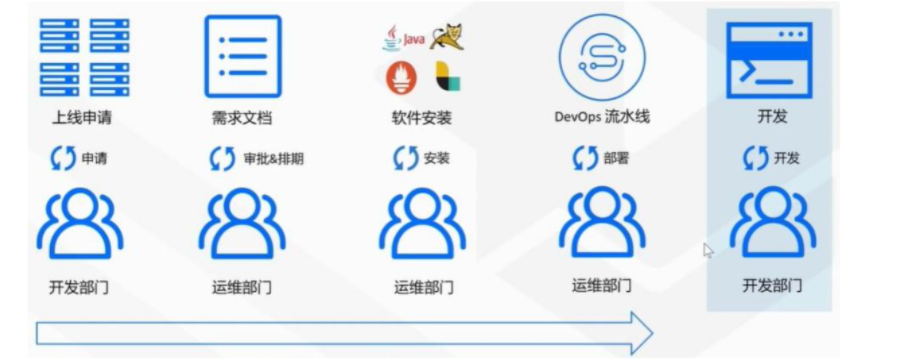 Java
上线申请
需求文档
软件安装
DevOps 流水线
开发
申请
审批&排期
安装
部署
开发
开发部门
运维部门
运维部门
运维部门
开发部门